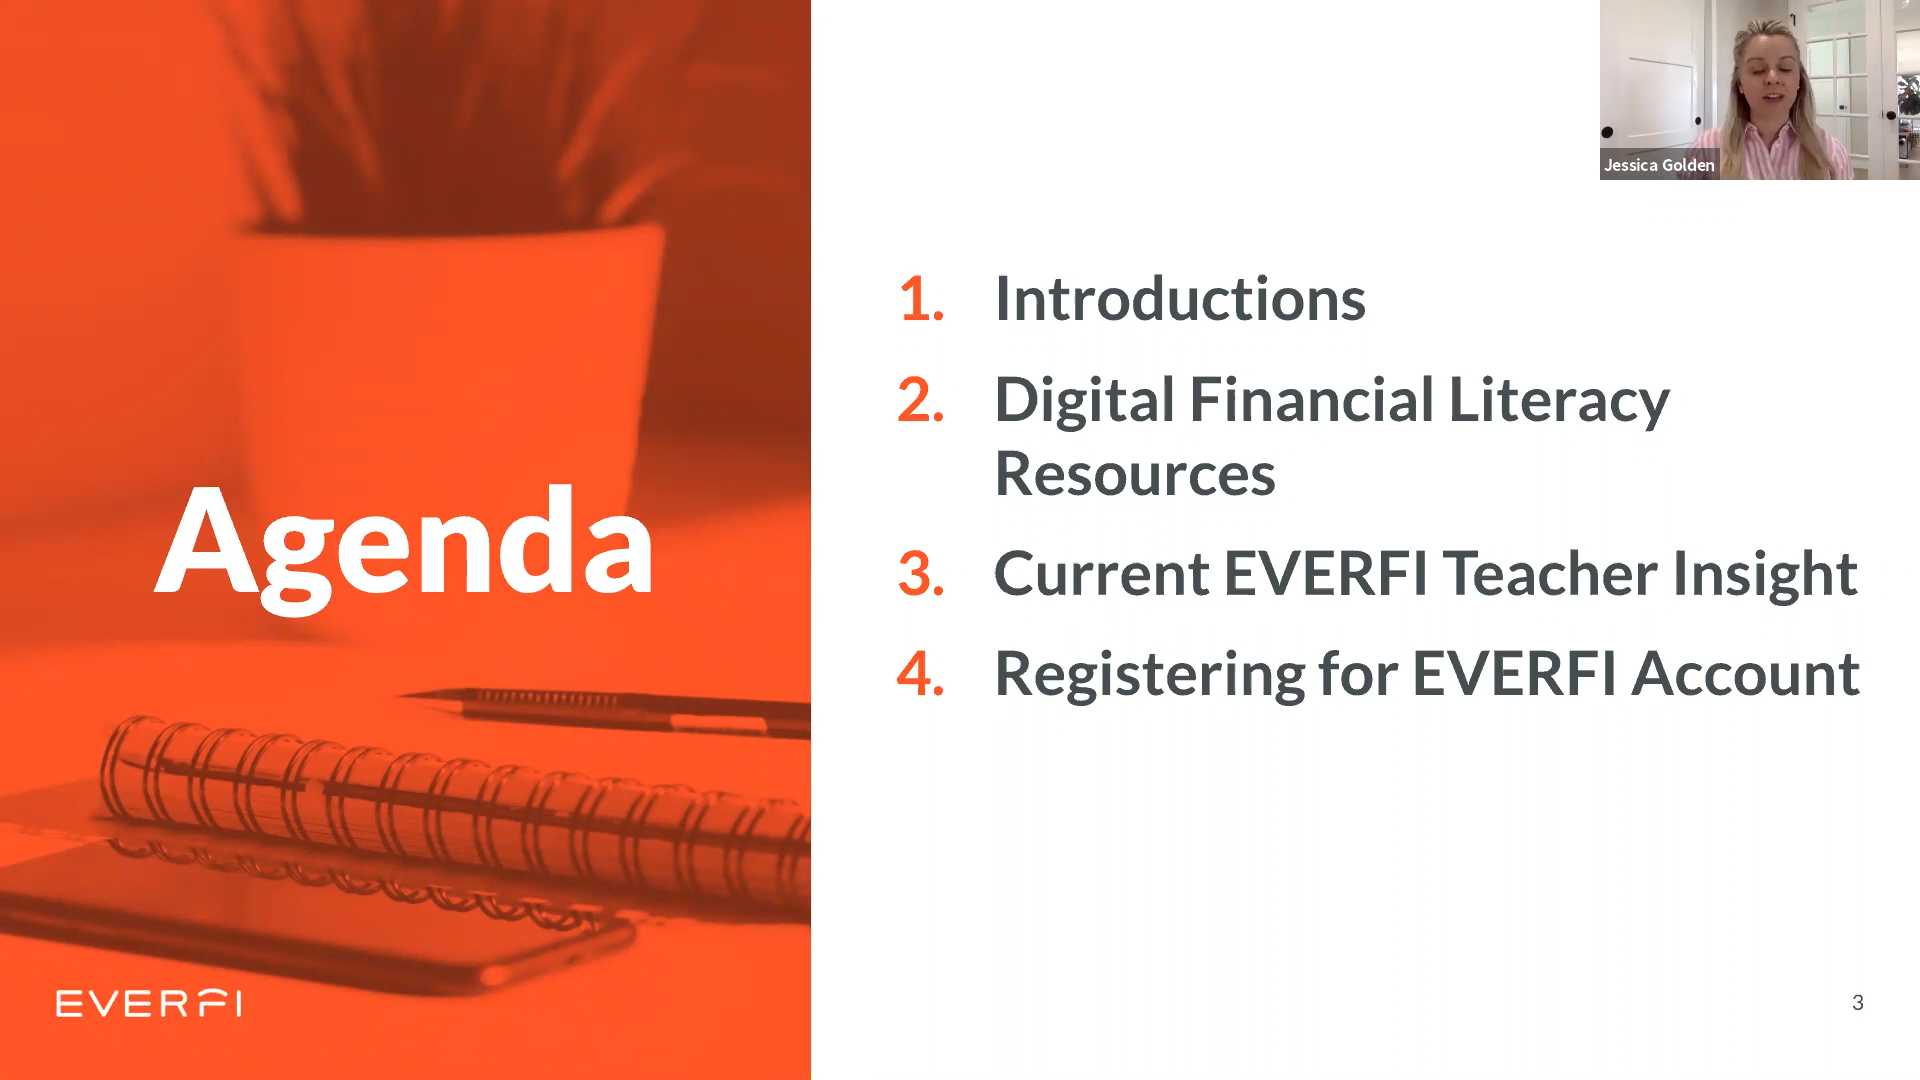 Jessica Golden
Agenda
1. Introductions
2. Digital Financial Literacy
Resources
3. Current EVERFI Teacher Insight
4. Registering for EVERFI Account
EVERFI
3